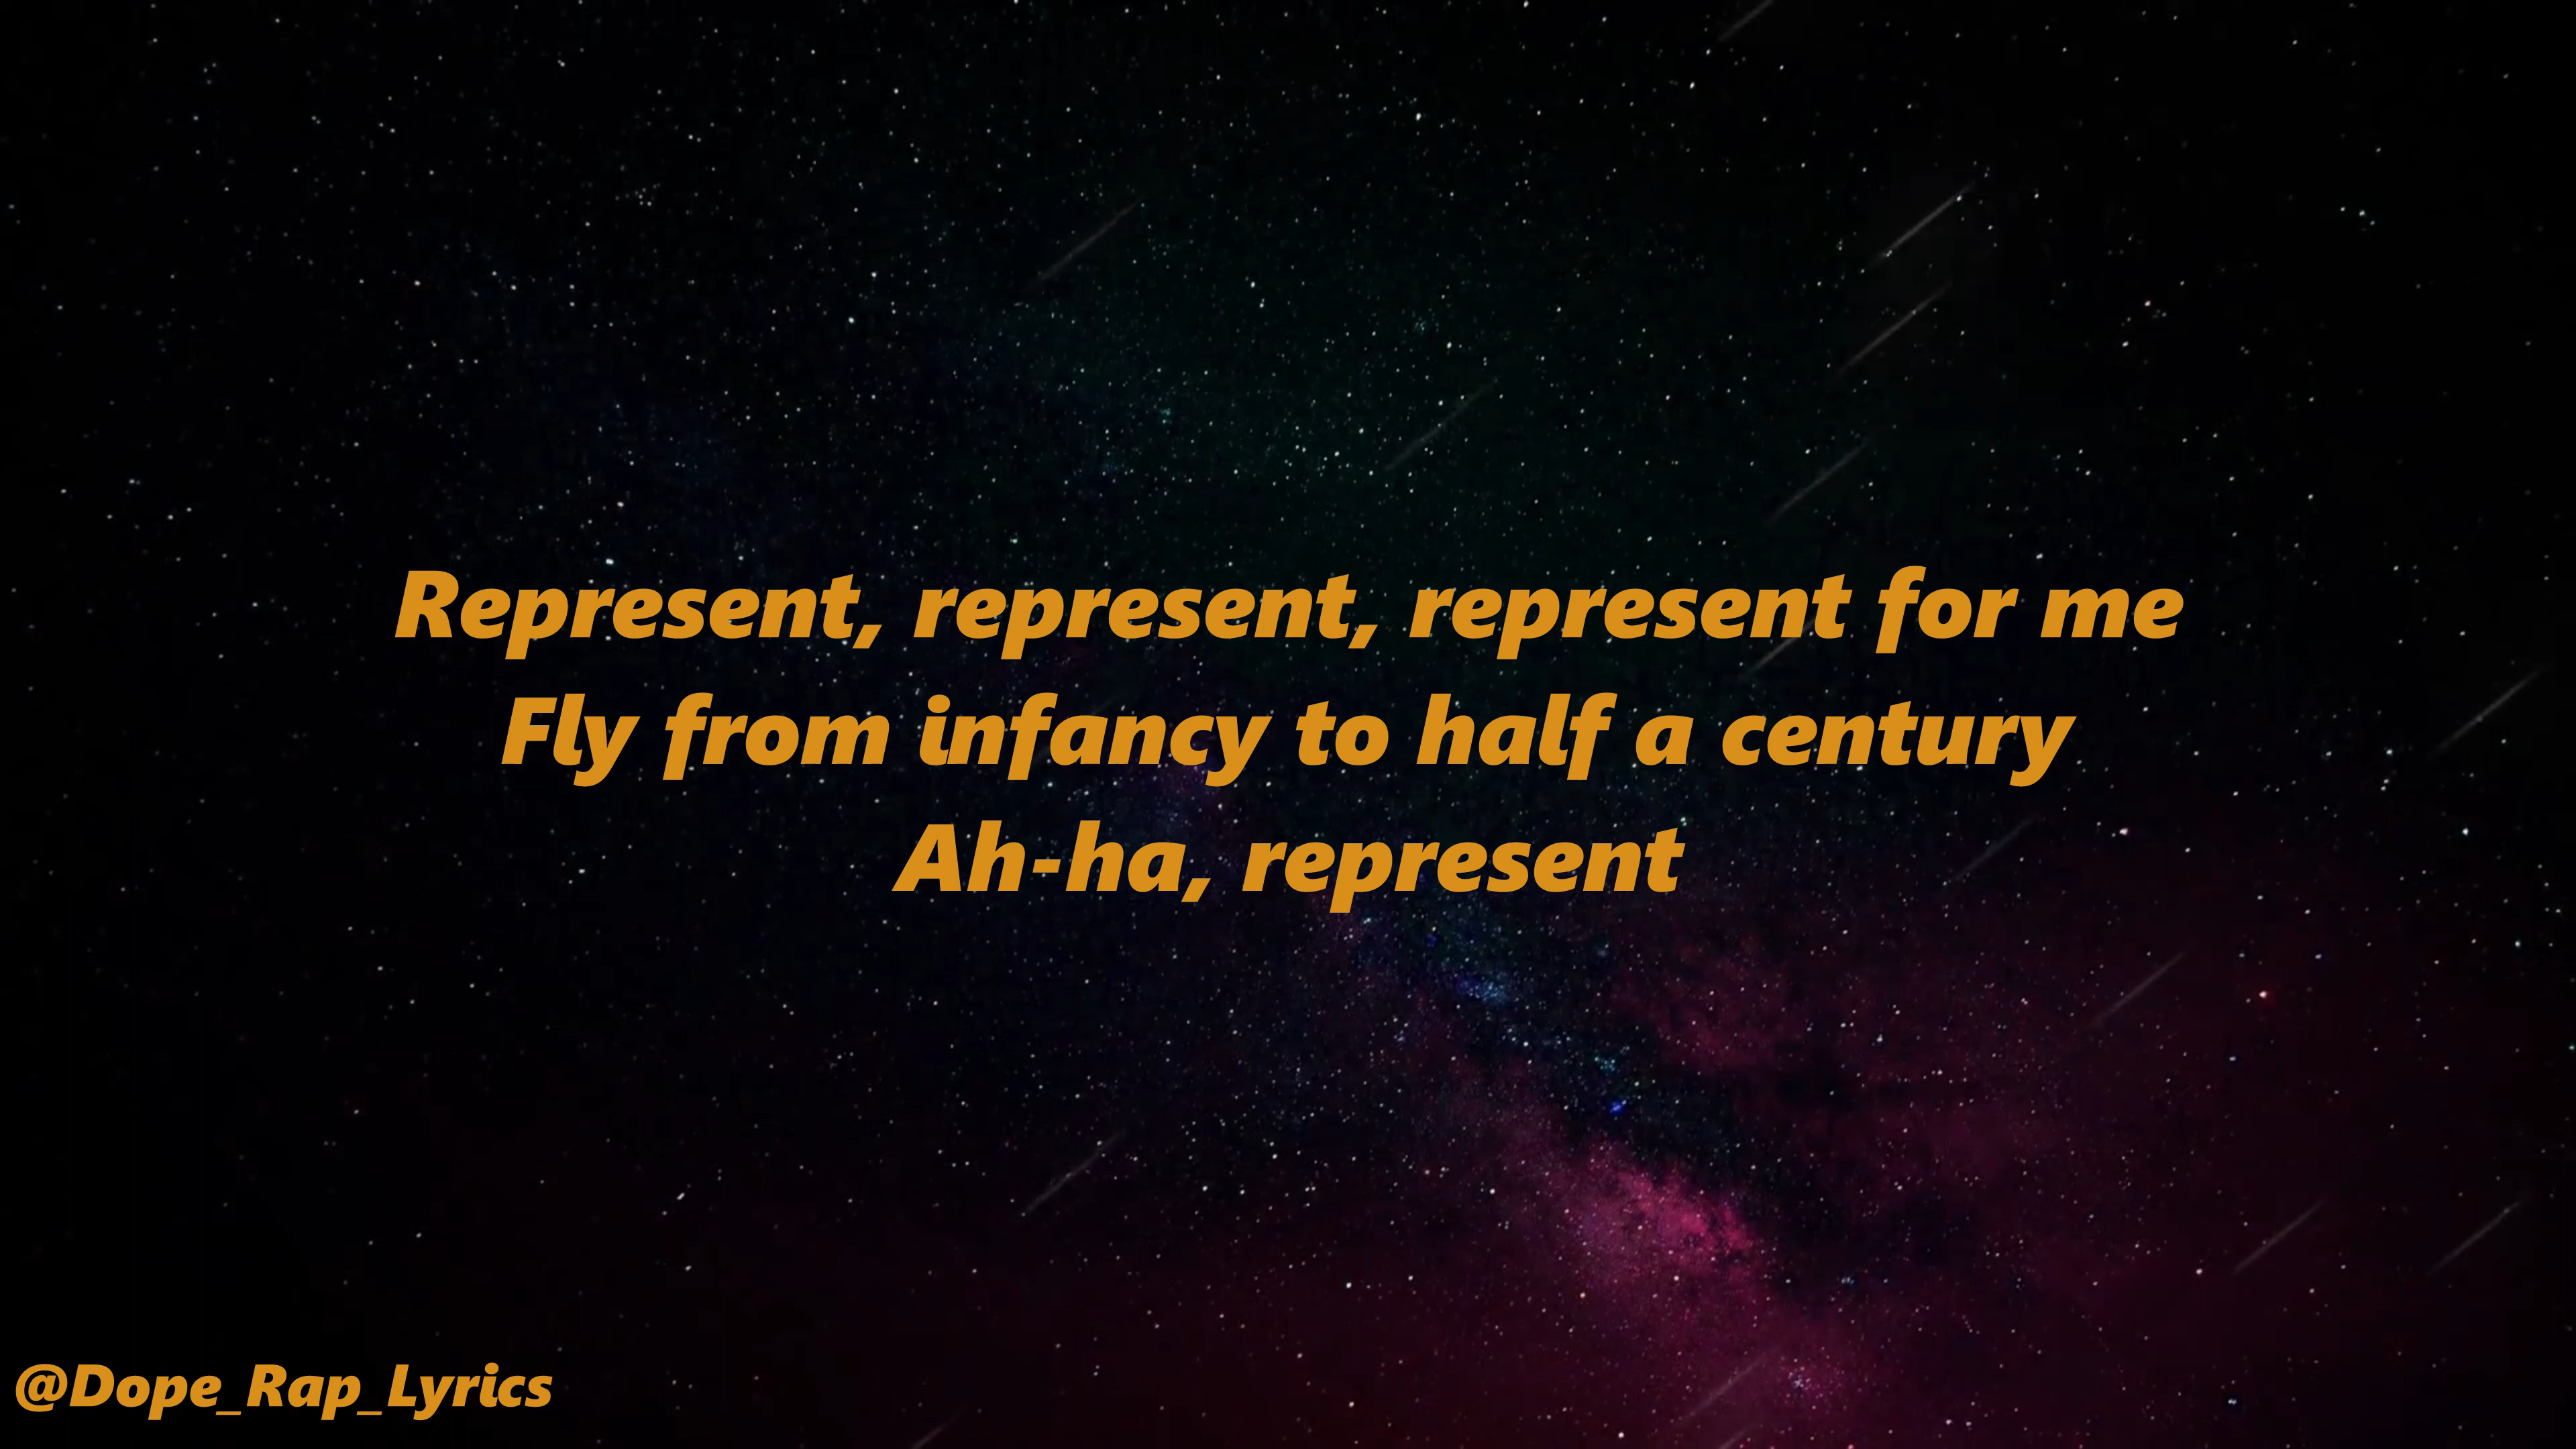 Represent, represent, represent for me
Fly from infancy to half a century
Ah-ha, represent
@Dope_Rap_Lyrics